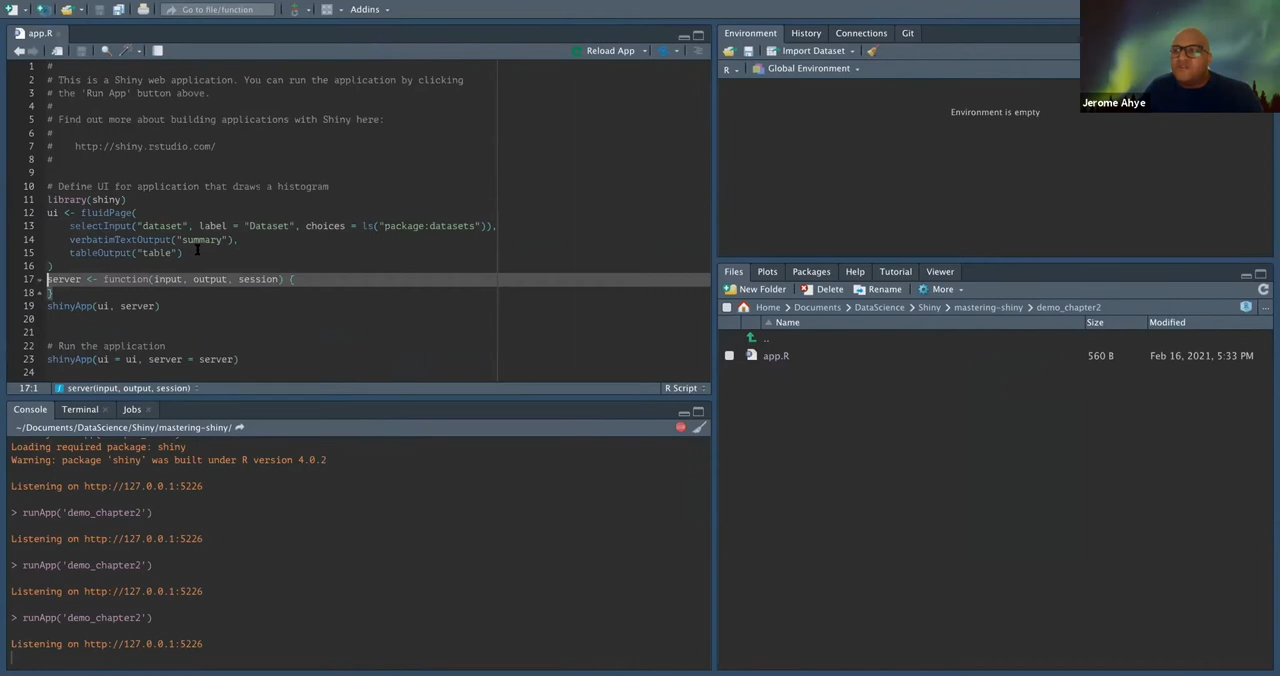 Go to file/function
Addins
app.R
Reload App
1 #
2 # This is a Shiny web application. You can run the application by clicking
3 # the 'Run App' button above.
4 #
5 # Find out more about building applications with Shiny here:
6 #
7 #    http://shiny.rstudio.com/
8 #
9
10 # Define UI for application that draws a histogram
11 library(shiny)
12 ui <- fluidPage(
13 selectInput("dataset", label = "Dataset", choices = ls("package:datasets")),
14 verbatimTextOutput("summary"),
15 tableOutput("table")
16 )
17 server <- function(input, output, session) {
18 }
19 shinyApp(ui, server)
20
21
22 # Run the application
23 shinyApp(ui = ui, server = server)
24
17:1 server(input, output, session) R Script
Console Terminal Jobs
~/Documents/DataScience/Shiny/mastering-shiny/
Loading required package: shiny
Warning: package 'shiny' was built under R version 4.0.2
Listening on http://127.0.0.1:5226
> runApp('demo_chapter2')
Listening on http://127.0.0.1:5226
> runApp('demo_chapter2')
Listening on http://127.0.0.1:5226
> runApp('demo_chapter2')
Listening on http://127.0.0.1:5226
Environment History Connections Git
Import Dataset
R Global Environment
Environment is empty
Jerome Ahye
Files Plots Packages Help Tutorial Viewer
New Folder Delete Rename More
Home Documents DataScience Shiny mastering-shiny demo_chapter2
Name Size Modified
..
app.R 560 B Feb 16, 2021, 5:33 PM